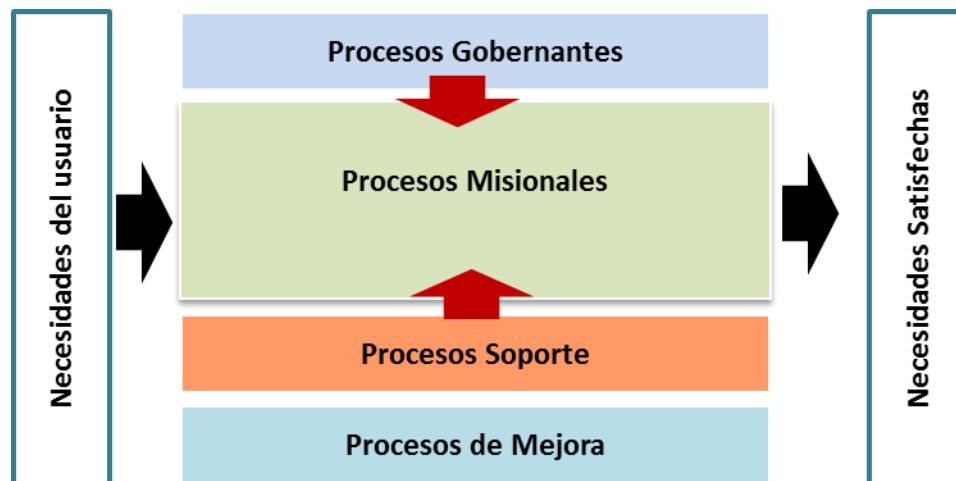 Necesidades del usuario
Procesos Gobernantes
Procesos Misionales
Procesos Soporte
Procesos de Mejora
Necesidades Satisfechas